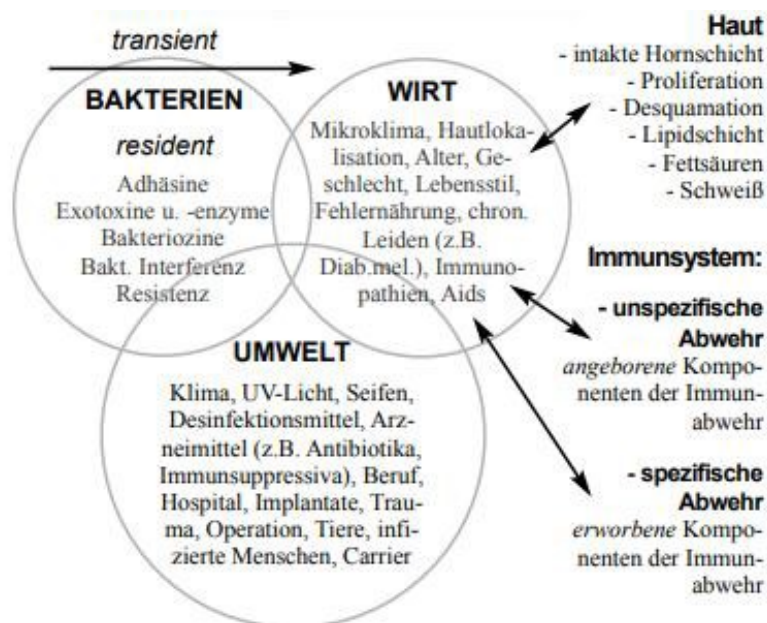 transient
BAKTERIEN
resident
Adhäsine
Exotoxine u. -enzyme
Bakteriozine
Bakt. Interferenz
Resistenz
WIRT
Mikroklima, Hautloka-
lisation, Alter, Ge-
schlecht, Lebensstil,
Fehlernährung, chron.
Leiden (z.B.
Diab.mel.), Immuno-
pathien, Aids
UMWELT
Klima, UV-Licht, Seifen,
Desinfektionsmittel, Arz-
neimittel (z.B. Antibiotika,
Immunsuppressiva), Beruf,
Hospital, Implantate, Trau-
ma, Operation, Tiere, infi-
zierte Menschen, Carrier
Haut
- intakte Hornschicht
- Proliferation
- Desquamation
- Lipidschicht
- Fettsäuren
- Schweiß
Immunsystem:
- unspezifische
Abwehr
angeborene Kompo-
nenten der Immun-
abwehr
- spezifische
Abwehr
erworbene Kompo-
nenten der Immun-
abwehr